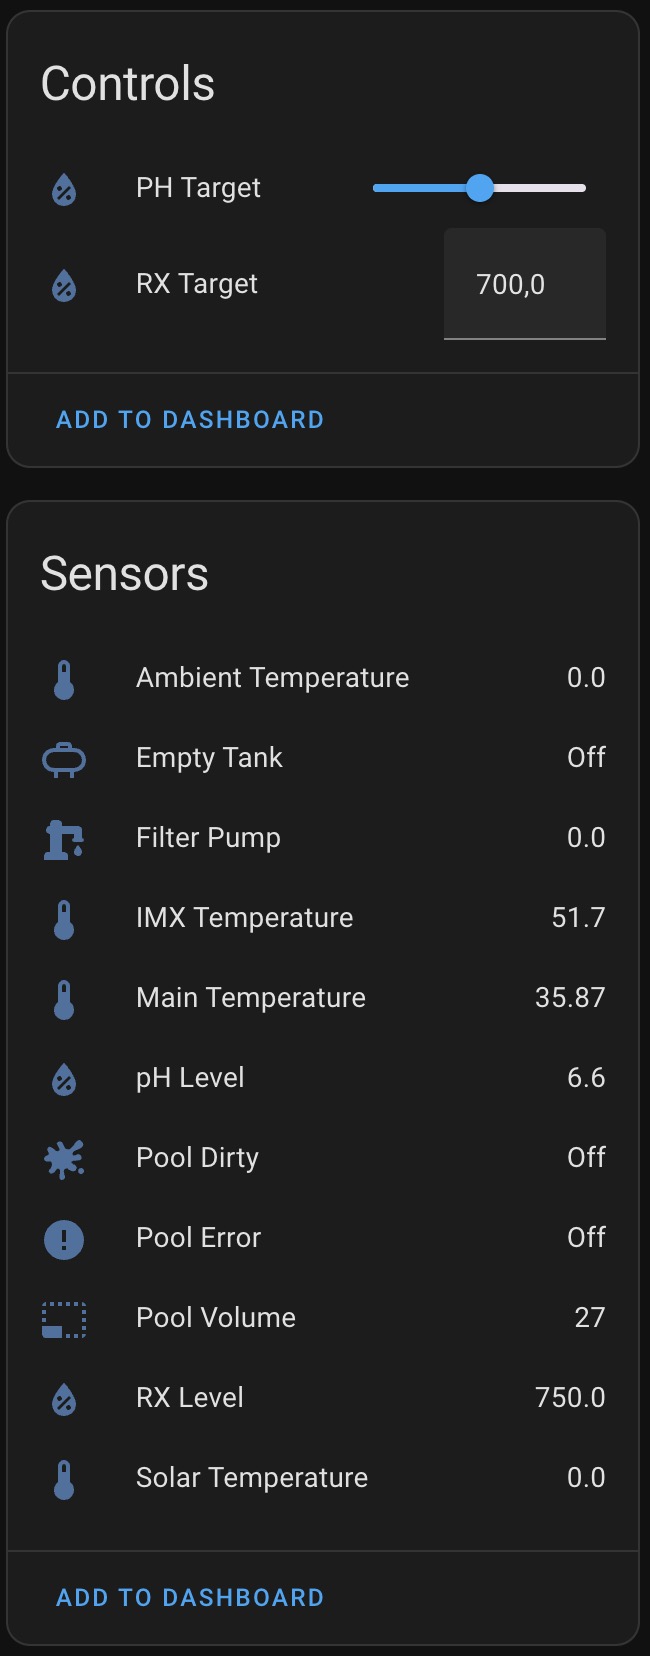 Controls
PH Target
RX Target 700,0
ADD TO DASHBOARD
Sensors
Ambient Temperature 0.0
Empty Tank Off
Filter Pump 0.0
IMX Temperature 51.7
Main Temperature 35.87
pH Level 6.6
Pool Dirty Off
Pool Error Off
Pool Volume 27
RX Level 750.0
Solar Temperature 0.0
ADD TO DASHBOARD